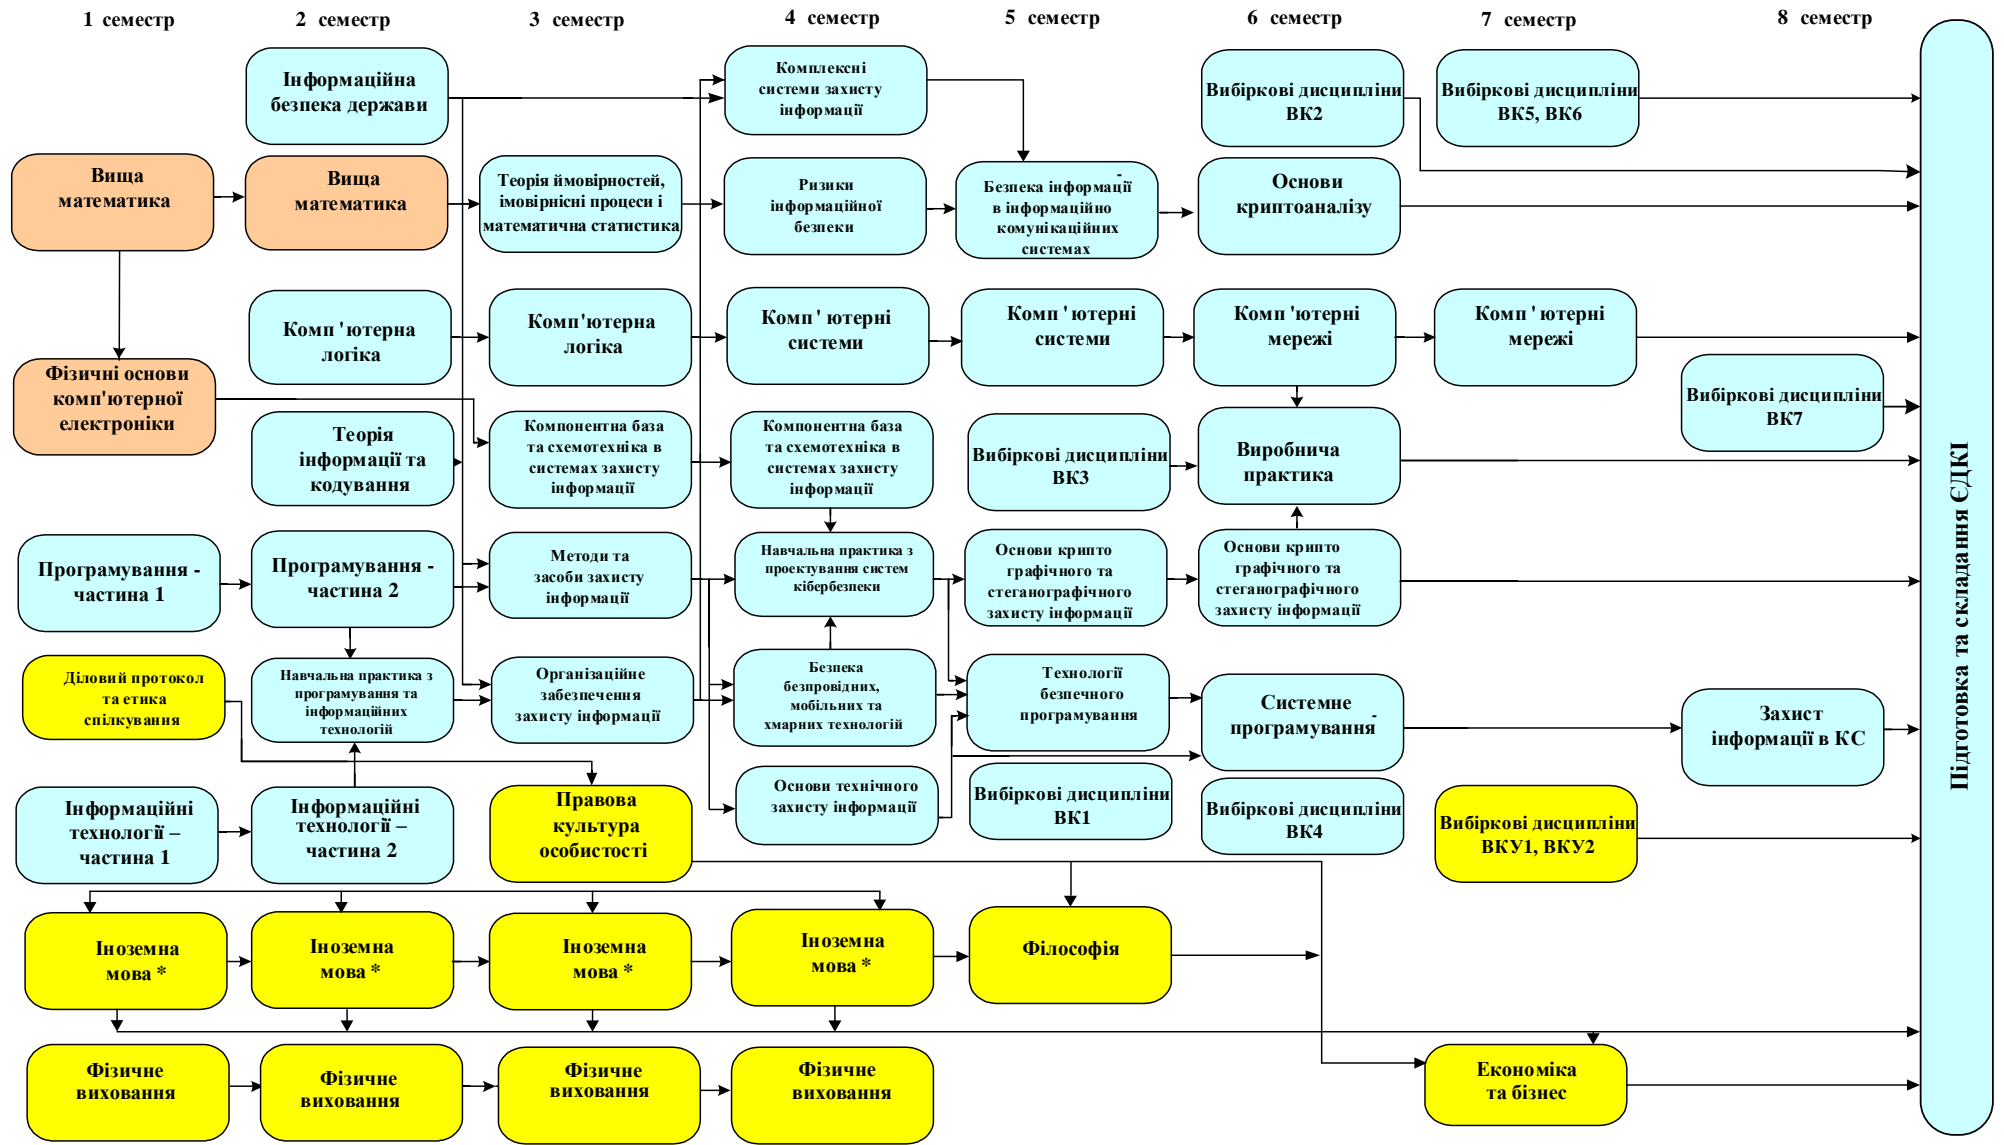 1 семестр
2 семестр
3 семестр
4 семестр
5 семестр
6 семестр
7 семестр
8 семестр
Інформаційна
безпека держави
Комплексні
системи захисту
інформації
Вибіркові дисципліни
ВК2
Вибіркові дисципліни
ВК5, ВК6
Вища
математика
Вища
математика
Теорія ймовірностей,
імовірнісні процеси і
математична статистика
Ризики
інформаційної
безпеки
Безпека інформації
в інформаційно -
комунікаційних
системах
Основи
криптоаналізу
Комп 'ютерна
логіка
Комп'ютерна
логіка
Комп' ютерні
системи
Комп 'ютерні
системи
Комп 'ютерні
мережі
Комп 'ютерні
мережі
Фізичні основи
комп'ютерної
електроніки
Теорія
інформації та
кодування
Компонентна база
та схемотехніка в
системах захисту
інформації
Компонентна база
та схемотехніка в
системах захисту
інформації
Вибіркові дисципліни
ВК3
Виробнича
практика
Вибіркові дисципліни
ВК7
Програмування -
частина 1
Програмування -
частина 2
Методи та
засоби захисту
інформації
Навчальна практика з
проектування систем
кібербезпеки
Основи крипто
графічного та
стеганографічного
захисту інформації
Основи крипто
графічного та
стеганографічного
захисту інформації
Діловий протокол
та етика
спілкування
Навчальна практика з
програмування та
інформаційних
технологій
Організаційне
забезпечення
захисту інформації
Безпека
безпровідних,
мобільних та
хмарних технологій
Технології
безпечного
програмування
Системне
програмування -
Захист
інформації в КС
Інформаційні
технології –
частина 1
Інформаційні
технології –
частина 2
Правова
культура
особистості
Основи технічного
захисту інформації
Вибіркові дисципліни
ВК1
Вибіркові дисципліни
ВК4
Вибіркові дисципліни
ВКУ1, ВКУ2
Іноземна
мова *
Іноземна
мова *
Іноземна
мова *
Іноземна
мова *
Філософія
Фізичне
виховання
Фізичне
виховання
Фізичне
виховання
Фізичне
виховання
Економіка
та бізнес
Підготовка та складання ЄДКІ